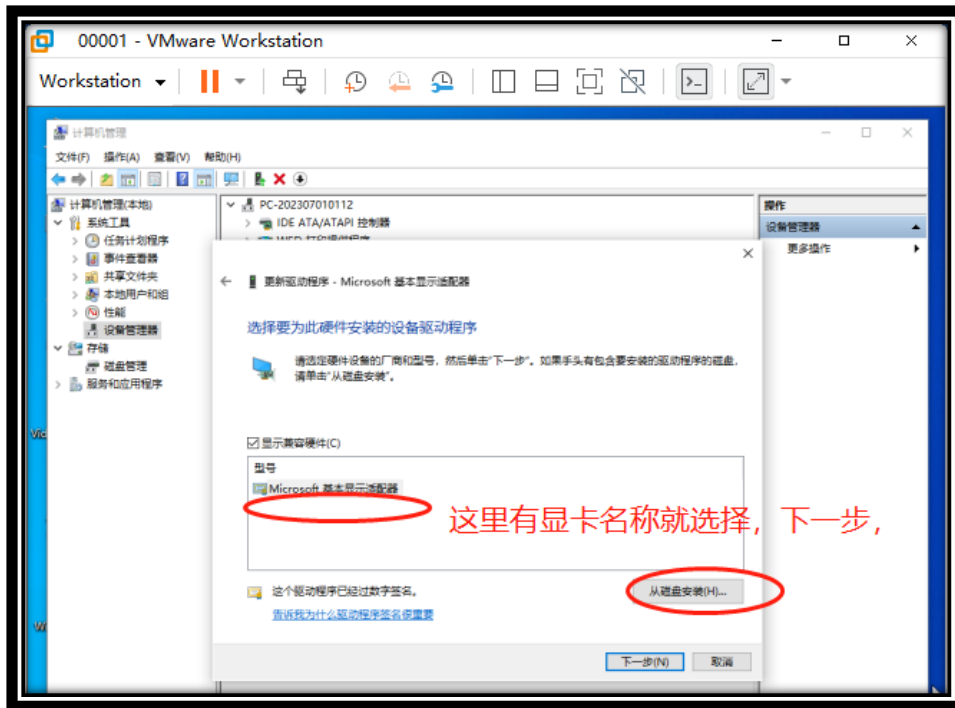 00001 - VMware Workstation
Workstation
计算机管理
文件(F) 操作(A) 查看(V) 帮助(H)
计算机管理(本地)
系统工具
任务计划程序
事件查看器
共享文件夹
本地用户和组
性能
设备管理器
存储
磁盘管理
服务和应用程序
PC-202307010112
IDE ATA/ATAPI 控制器
操作
设备管理器
更多操作
更新驱动程序 - Microsoft 基本显示适配器
选择要为此硬件安装的设备驱动程序
请选定硬件设备的厂商和型号，然后单击“下一步”。如果手头有包含要安装的驱动程序的磁盘，
请单击“从磁盘安装”。
显示兼容硬件(C)
型号
Microsoft 基本显示适配器
这里有显卡名称就选择，下一步，
这个驱动程序已经过数字签名。
从磁盘安装(H)...
告诉我为什么驱动程序签名很重要
下一步(N) 取消